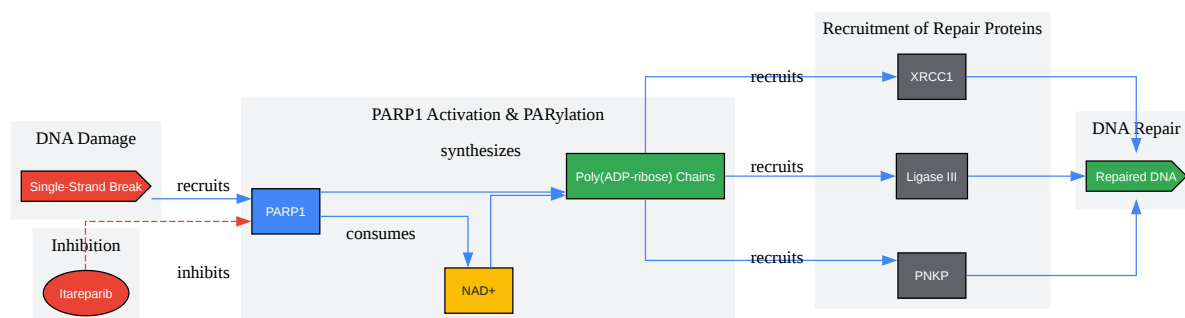 Recruitment of Repair Proteins
recruits
XRCC1
PARP1 Activation & PARylation
DNA Damage
synthesizes
DNA Repair
Single-Strand Break
recruits
Poly(ADP-ribose) Chains
recruits
Ligase III
Repaired DNA
PARP1
consumes
Inhibition
inhibits
recruits
Itareparib
NAD+
PNKP